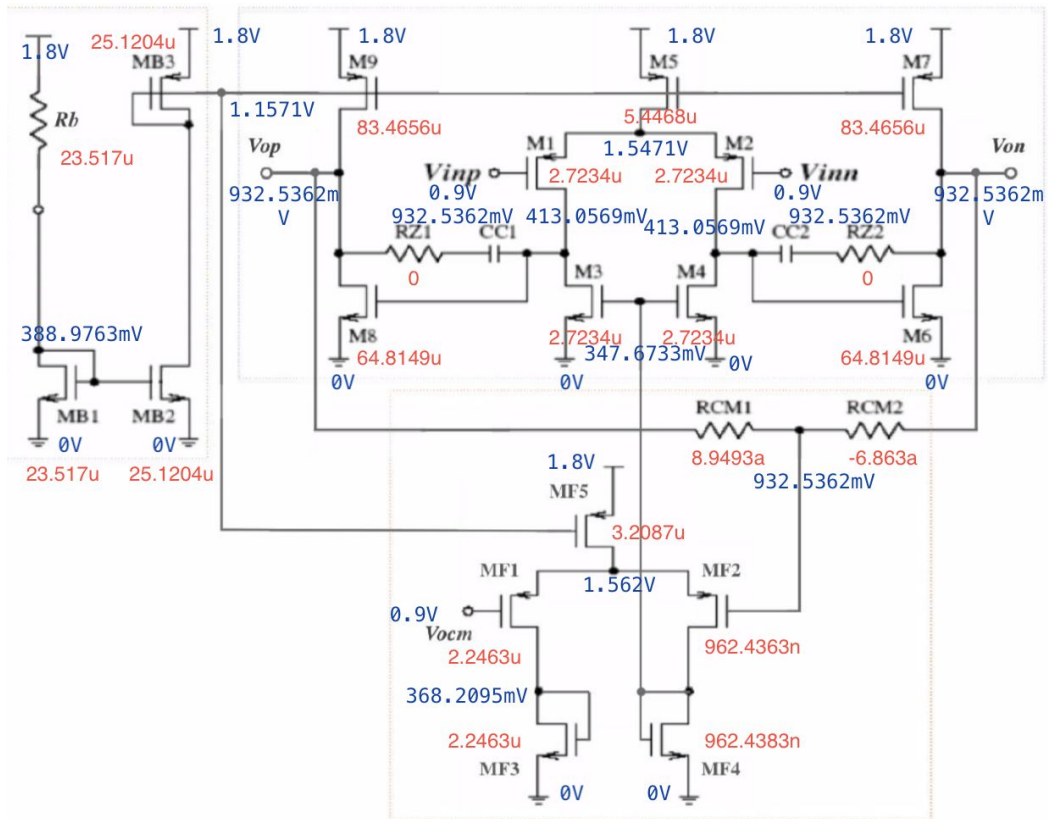 25.1204u
1.8V
1.8V
1.8V
1.8V
1.8V
MB3
M9
M5
M7
Rb
23.517u
1.1571V
83.4656u
5.4468u
83.4656u
Vop
M1
1.5471V
M2
Von
Vinp
2.7234u
2.7234u
Vinn
932.5362m
V
0.9V
0.9V
932.5362m
V
932.5362mV
413.0569mV
413.0569mV
932.5362mV
RZ1
CC1
CC2
RZ2
0
M3
M4
0
388.9763mV
M8
2.7234u
2.7234u
M6
64.8149u
347.6733mV
0V
64.8149u
0V
0V
0V
MB1
MB2
RCM1
RCM2
0V
0V
8.9493a
-6.863a
23.517u
25.1204u
1.8V
932.5362mV
MF5
3.2087u
MF1
1.562V
MF2
0.9V
Vocm
2.2463u
962.4363n
368.2095mV
2.2463u
962.4383n
MF3
MF4
0V
0V